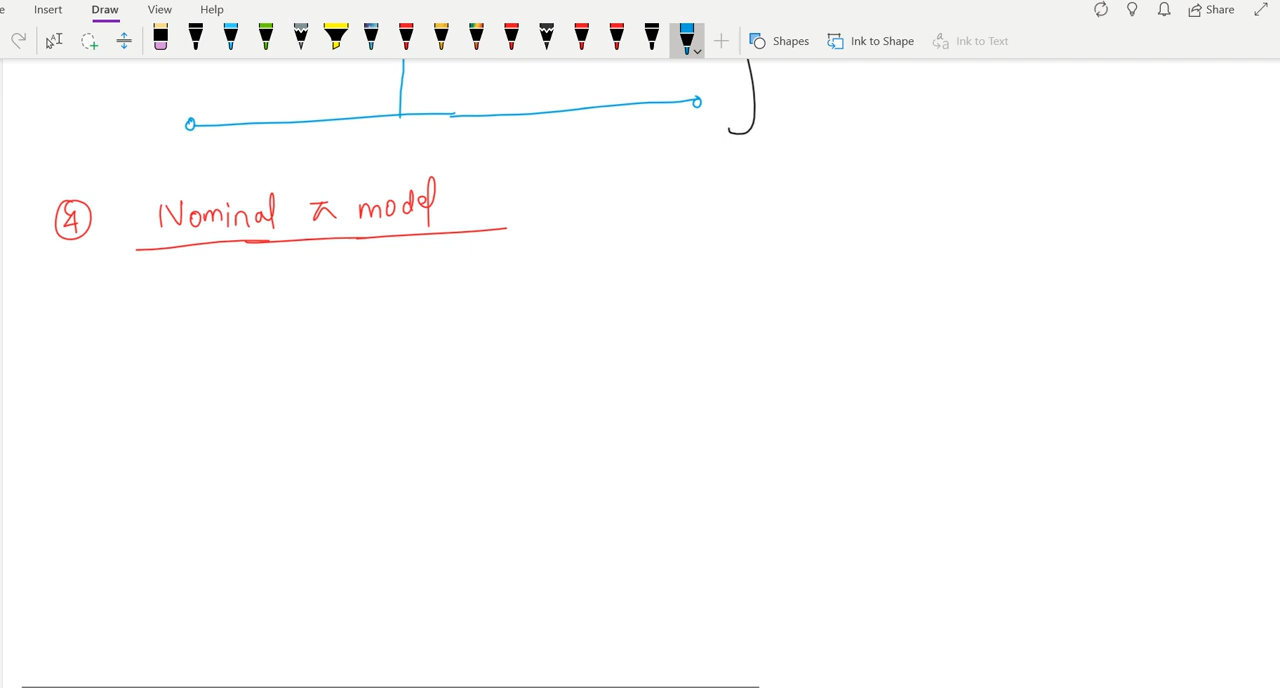 e Insert Draw View Help Share
Shapes Ink to Shape Ink to Text
④ Nominal π model